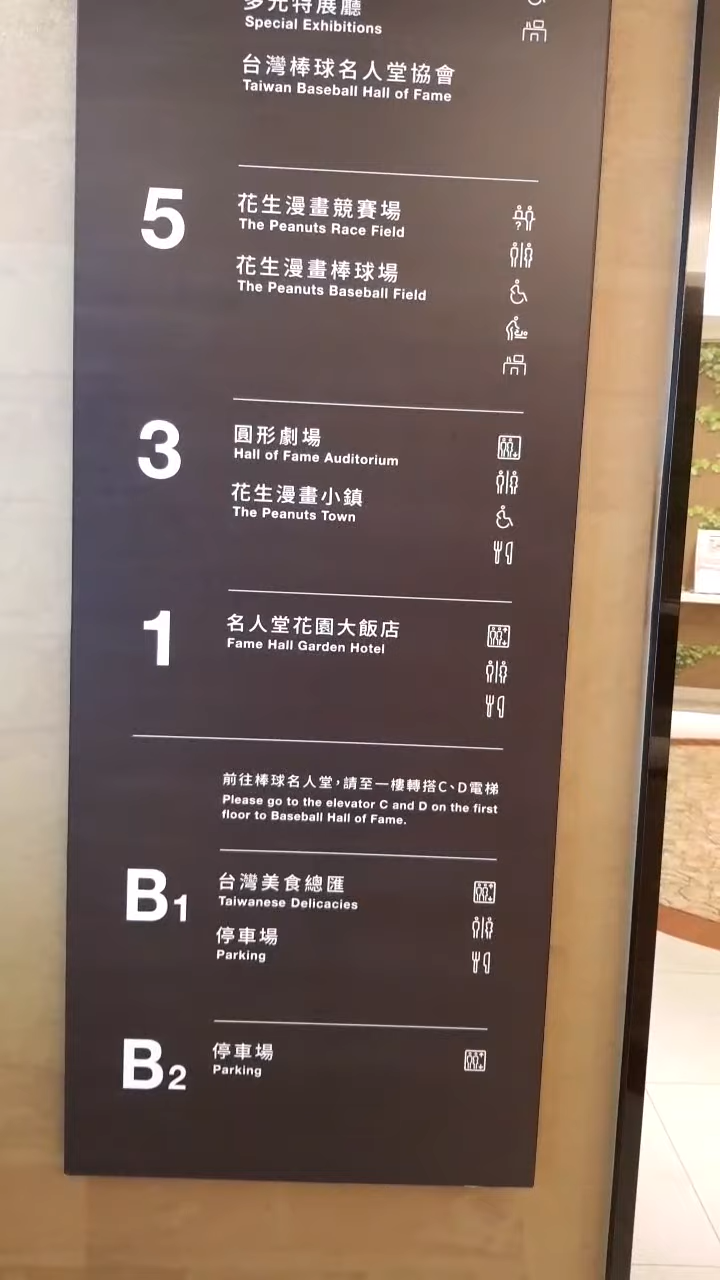 多元特展廳
Special Exhibitions
台灣棒球名人堂協會
Taiwan Baseball Hall of Fame
5
花生漫畫競賽場
The Peanuts Race Field
花生漫畫棒球場
The Peanuts Baseball Field
3
圓形劇場
Hall of Fame Auditorium
花生漫畫小鎮
The Peanuts Town
1
名人堂花園大飯店
Fame Hall Garden Hotel
前往棒球名人堂,請至一樓轉搭C、D電梯
Please go to the elevator C and D on the first
floor to Baseball Hall of Fame.
B1
台灣美食總匯
Taiwanese Delicacies
停車場
Parking
B2
停車場
Parking